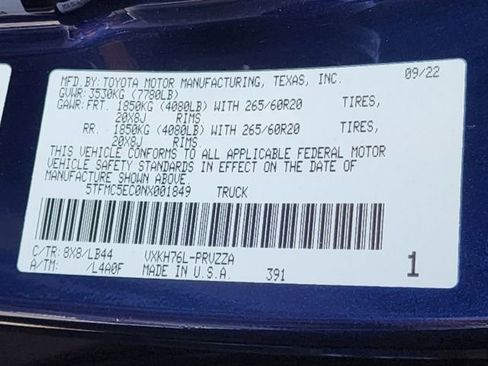 MFD.BY:TOYOTA MOTOR MANUFACTURING, TEXAS, INC. 09/22
GVWR:3530KG (7780LB)
GAWR:FRT. 1850KG (4080LB) WITH 265/60R20 TIRES,
20X8J RIMS
RR. 1850KG (4080LB) WITH 265/60R20 TIRES,
20X8J RIMS
THIS VEHICLE CONFORMS TO ALL APPLICABLE FEDERAL MOTOR
VEHICLE SAFETY STANDARDS IN EFFECT ON THE DATE OF
MANUFACTURE SHOWN ABOVE.
5TFMC5EC0NX001849 TRUCK
C/TR:8X8/LB44 VXKH76L-PRVZZA
A/TM: /L4A0F MADE IN U.S.A. 391 1